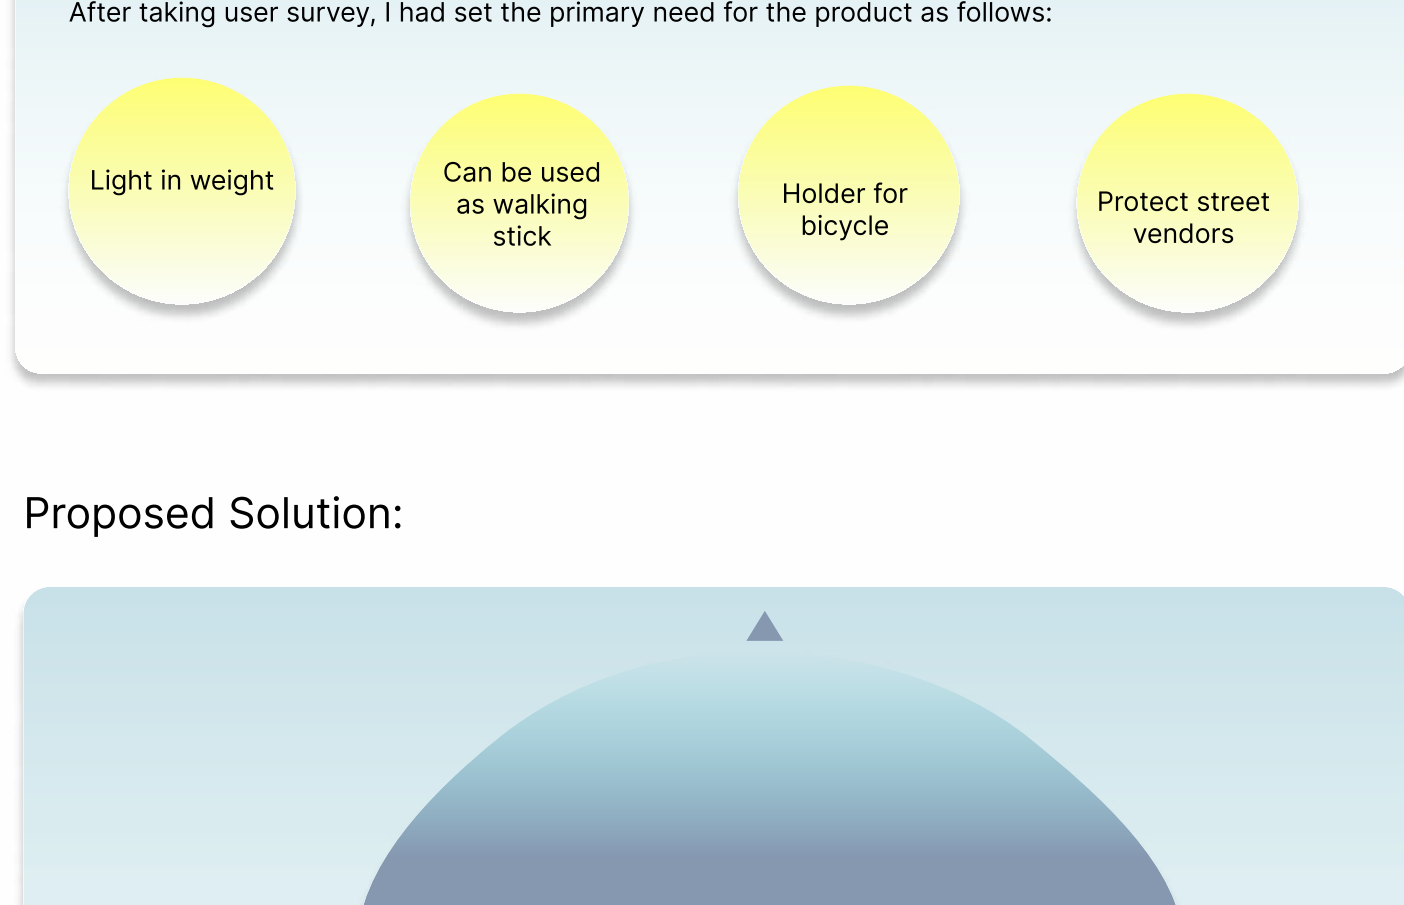 After taking user survey, I had set the primary need for the product as follows:
Light in weight
Can be used
as walking
stick
Holder for
bicycle
Protect street
vendors
Proposed Solution: